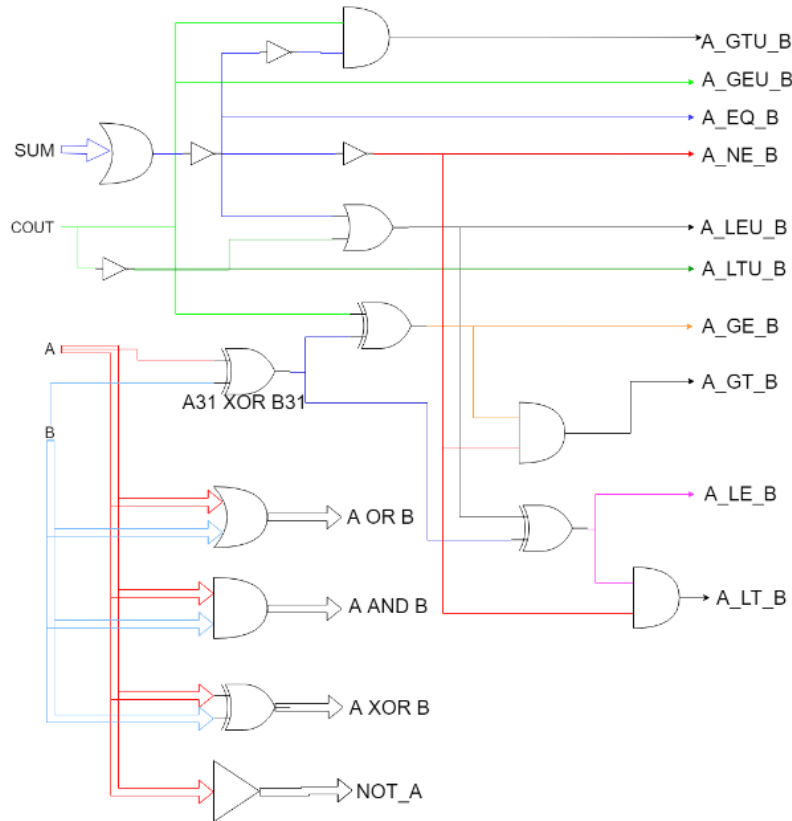 A_GTU_B
A_GEU_B
A_EQ_B
SUM
A_NE_B
COUT
A_LEU_B
A_LTU_B
A_GE_B
A
A_GT_B
A31 XOR B31
B
A_LE_B
A OR B
A_LT_B
A AND B
A XOR B
NOT_A